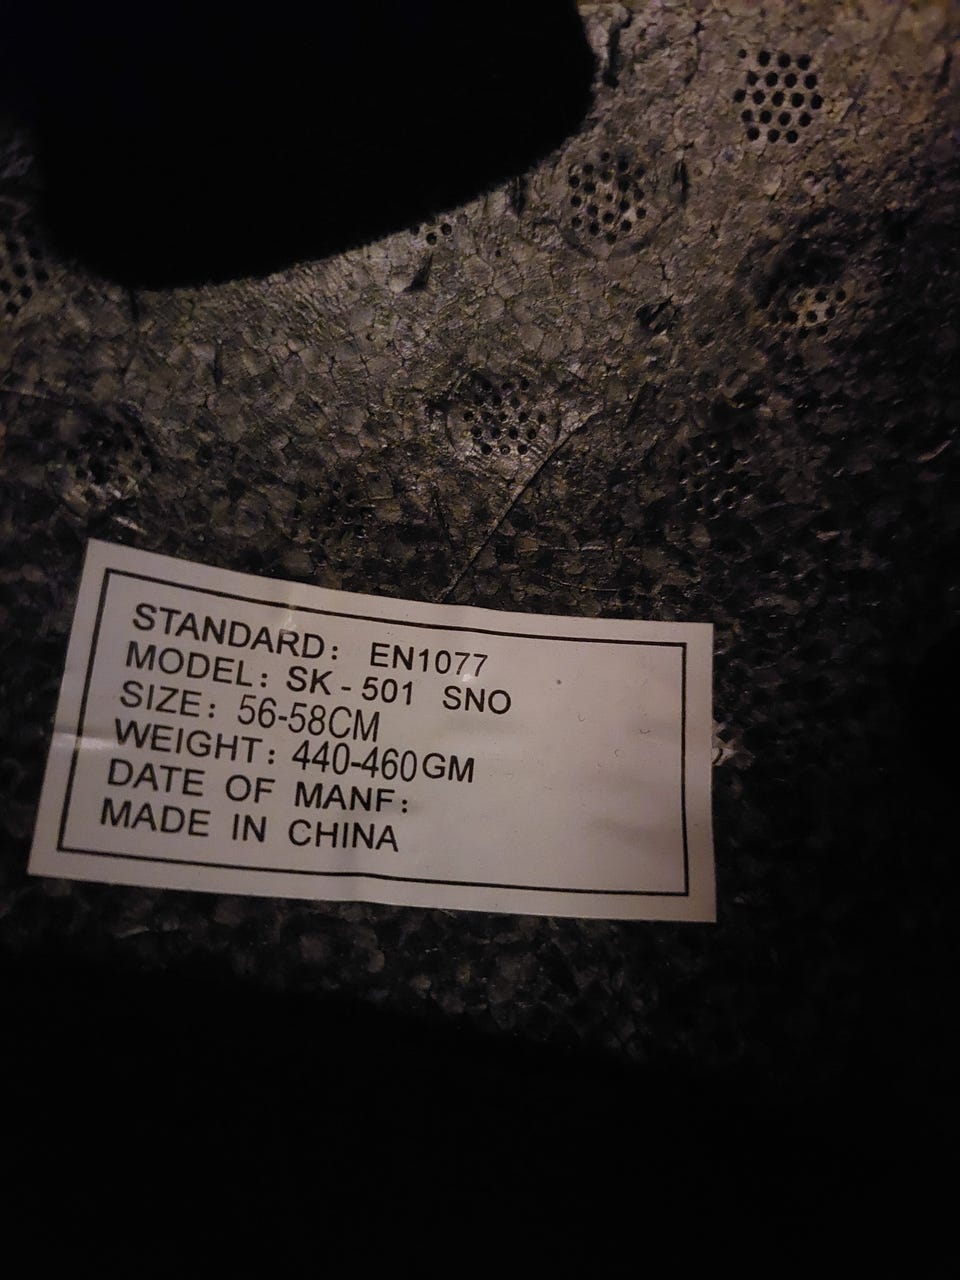 STANDARD: EN1077
MODEL: SK - 501 SNO
SIZE: 56-58CM
WEIGHT: 440-460GM
DATE OF MANF:
MADE IN CHINA